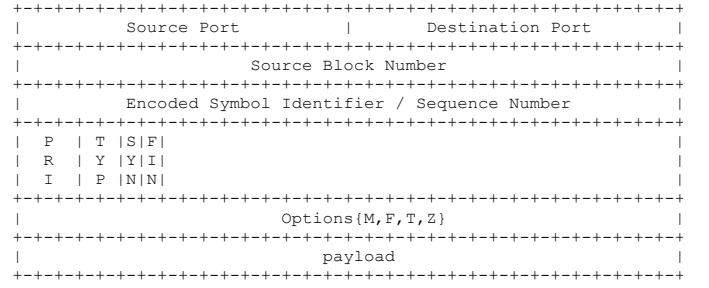 +-+-+-+-+-+-+-+-+-+-+-+-+-+-+-+-+-+-+-+-+-+-+-+-+-+-+-+-+-+-+-+-+
|          Source Port          |       Destination Port        |
+-+-+-+-+-+-+-+-+-+-+-+-+-+-+-+-+-+-+-+-+-+-+-+-+-+-+-+-+-+-+-+-+
|                      Source Block Number                      |
+-+-+-+-+-+-+-+-+-+-+-+-+-+-+-+-+-+-+-+-+-+-+-+-+-+-+-+-+-+-+-+-+
|          Encoded Symbol Identifier / Sequence Number          |
+-+-+-+-+-+-+-+-+-+-+-+-+-+-+-+-+-+-+-+-+-+-+-+-+-+-+-+-+-+-+-+-+
|  P  | T |S|F|                                                 |
|  R  | Y |Y|I|                                                 |
|  I  | P |N|N|                                                 |
+-+-+-+-+-+-+-+-+-+-+-+-+-+-+-+-+-+-+-+-+-+-+-+-+-+-+-+-+-+-+-+-+
|                         Options{M,F,T,Z}                      |
+-+-+-+-+-+-+-+-+-+-+-+-+-+-+-+-+-+-+-+-+-+-+-+-+-+-+-+-+-+-+-+-+
|                             payload                           |
+-+-+-+-+-+-+-+-+-+-+-+-+-+-+-+-+-+-+-+-+-+-+-+-+-+-+-+-+-+-+-+-+